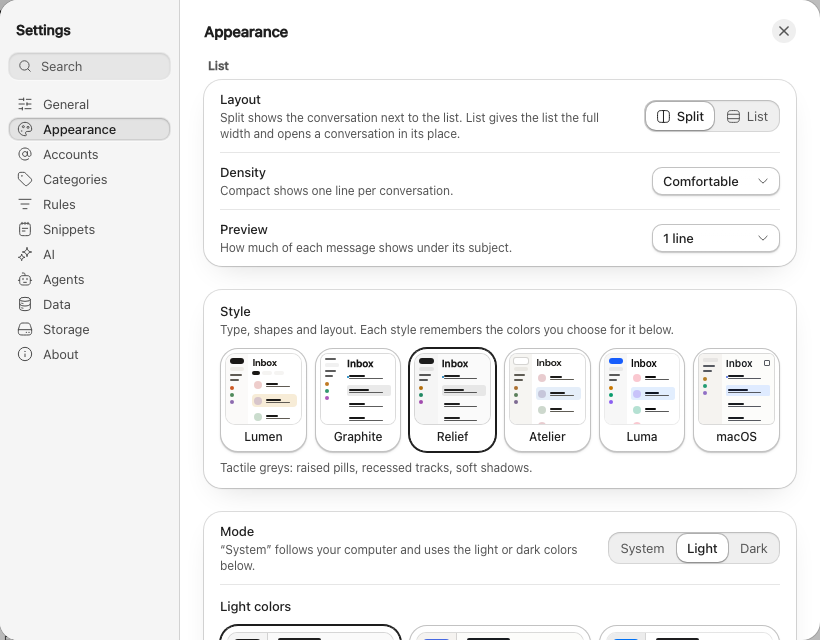 Settings
Search
General
Appearance
Accounts
Categories
Rules
Snippets
AI
Agents
Data
Storage
About
Appearance
List
Layout
Split shows the conversation next to the list. List gives the list the full
width and opens a conversation in its place.
Split
List
Density
Compact shows one line per conversation.
Comfortable
Preview
How much of each message shows under its subject.
1 line
Style
Type, shapes and layout. Each style remembers the colors you choose for it below.
Inbox
Inbox
Inbox
Inbox
Inbox
Inbox
Lumen
Graphite
Relief
Atelier
Luma
macOS
Tactile greys: raised pills, recessed tracks, soft shadows.
Mode
“System” follows your computer and uses the light or dark colors
below.
System
Light
Dark
Light colors